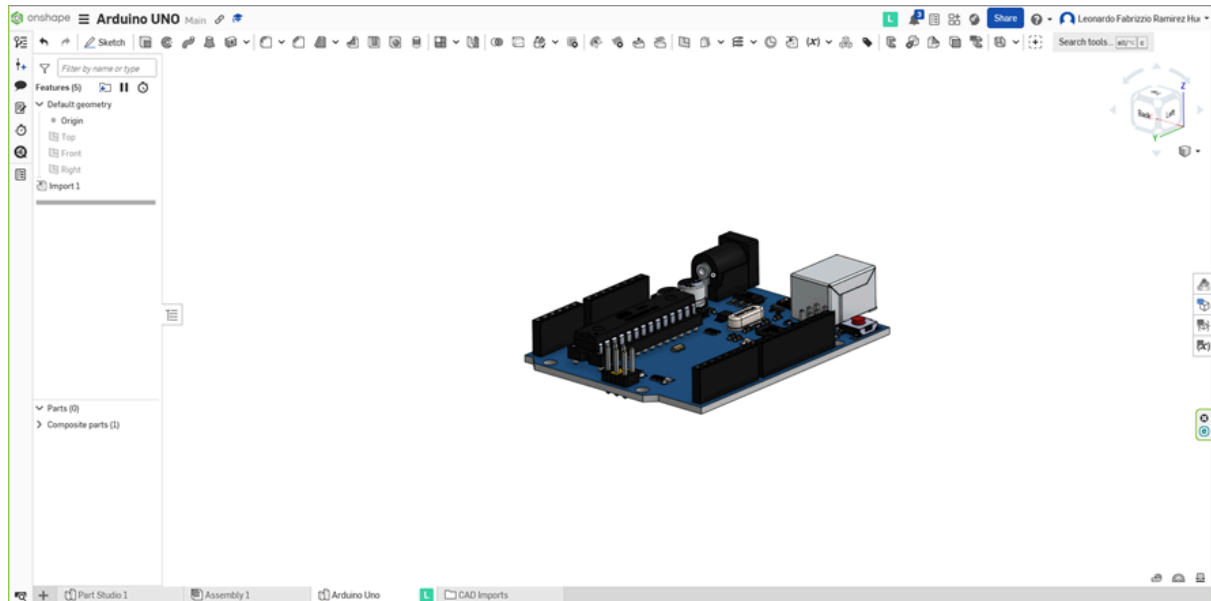 onshape Arduino UNO Main
L 3 Share Leonardo Fabrizzio Ramirez Hu
Sketch Search tools... alt/⌥ c
Filter by name or type
Features (5)
Default geometry
Origin
Top
Front
Right
Import 1
Z
Back Left
Y
Parts (0)
Composite parts (1)
Part Studio 1 Assembly 1 Arduino Uno L CAD Imports